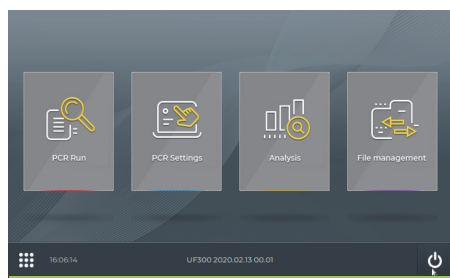 PCR Run
PCR Settings
Analysis
File management
16:06:14
UF300 2020.02.13 00.01